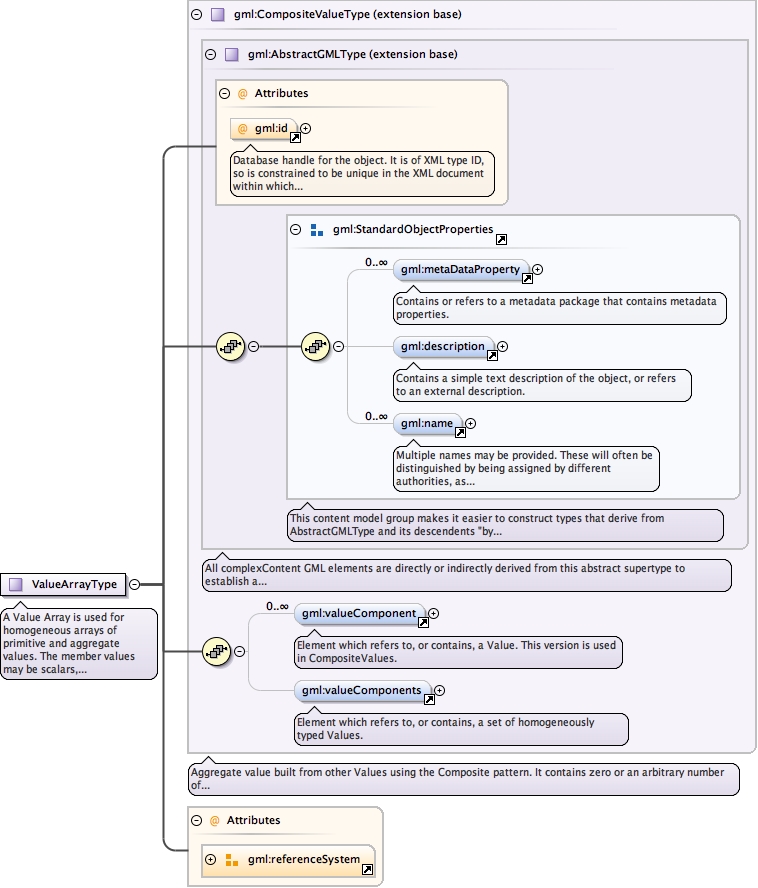 gml:CompositeValueType (extension base)
gml:AbstractGMLType (extension base)
@ Attributes
@ gml:id
Database handle for the object. It is of XML type ID,
so is constrained to be unique in the XML document
within which...
gml:StandardObjectProperties
0..∞
gml:metaDataProperty
Contains or refers to a metadata package that contains metadata
properties.
gml:description
Contains a simple text description of the object, or refers
to an external description.
0..∞
gml:name
Multiple names may be provided. These will often be
distinguished by being assigned by different
authorities, as...
This content model group makes it easier to construct types that derive from
AbstractGMLType and its descendents "by...
All complexContent GML elements are directly or indirectly derived from this abstract supertype to
establish a...
ValueArrayType
A Value Array is used for
homogeneous arrays of
primitive and aggregate
values. The member values
may be scalars,...
0..∞
gml:valueComponent
Element which refers to, or contains, a Value. This version is used
in CompositeValues.
gml:valueComponents
Element which refers to, or contains, a set of homogeneously
typed Values.
Aggregate value built from other Values using the Composite pattern. It contains zero or an arbitrary number
of...
@ Attributes
gml:referenceSystem